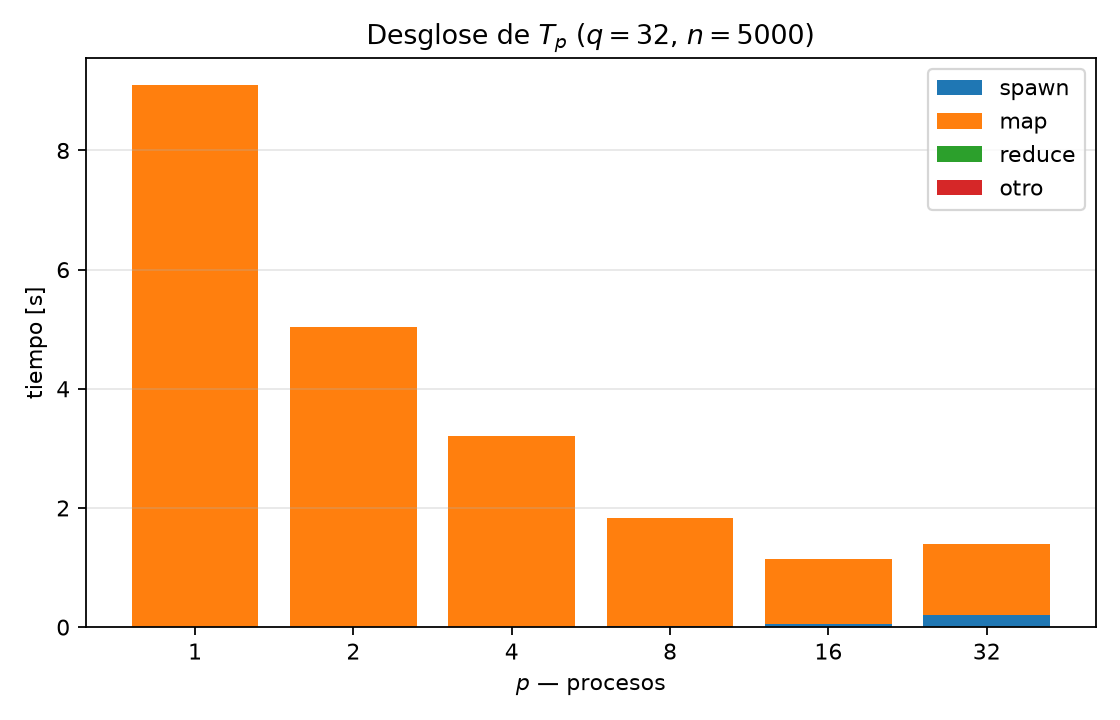 Desglose de Tₚ (q = 32, n = 5000)
spawn
map
reduce
otro
tiempo [s]
8
6
4
2
0
1 2 4 8 16 32
p — procesos